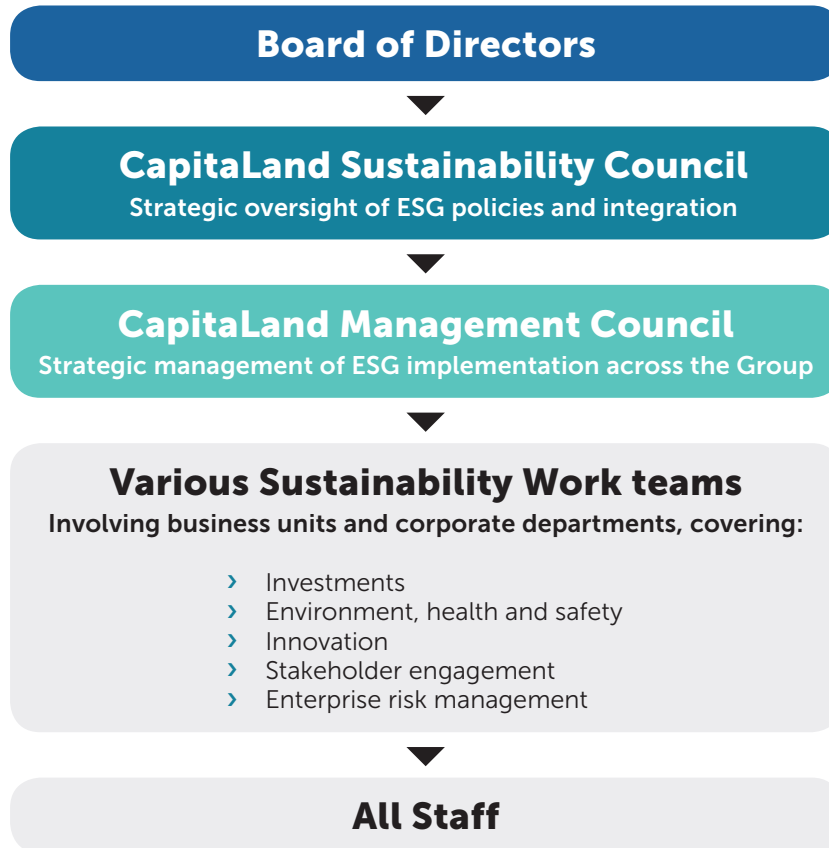 Board of Directors
CapitaLand Sustainability Council
Strategic oversight of ESG policies and integration
CapitaLand Management Council
Strategic management of ESG implementation across the Group
Various Sustainability Work teams
Involving business units and corporate departments, covering:
› Investments
› Environment, health and safety
› Innovation
› Stakeholder engagement
› Enterprise risk management
All Staff